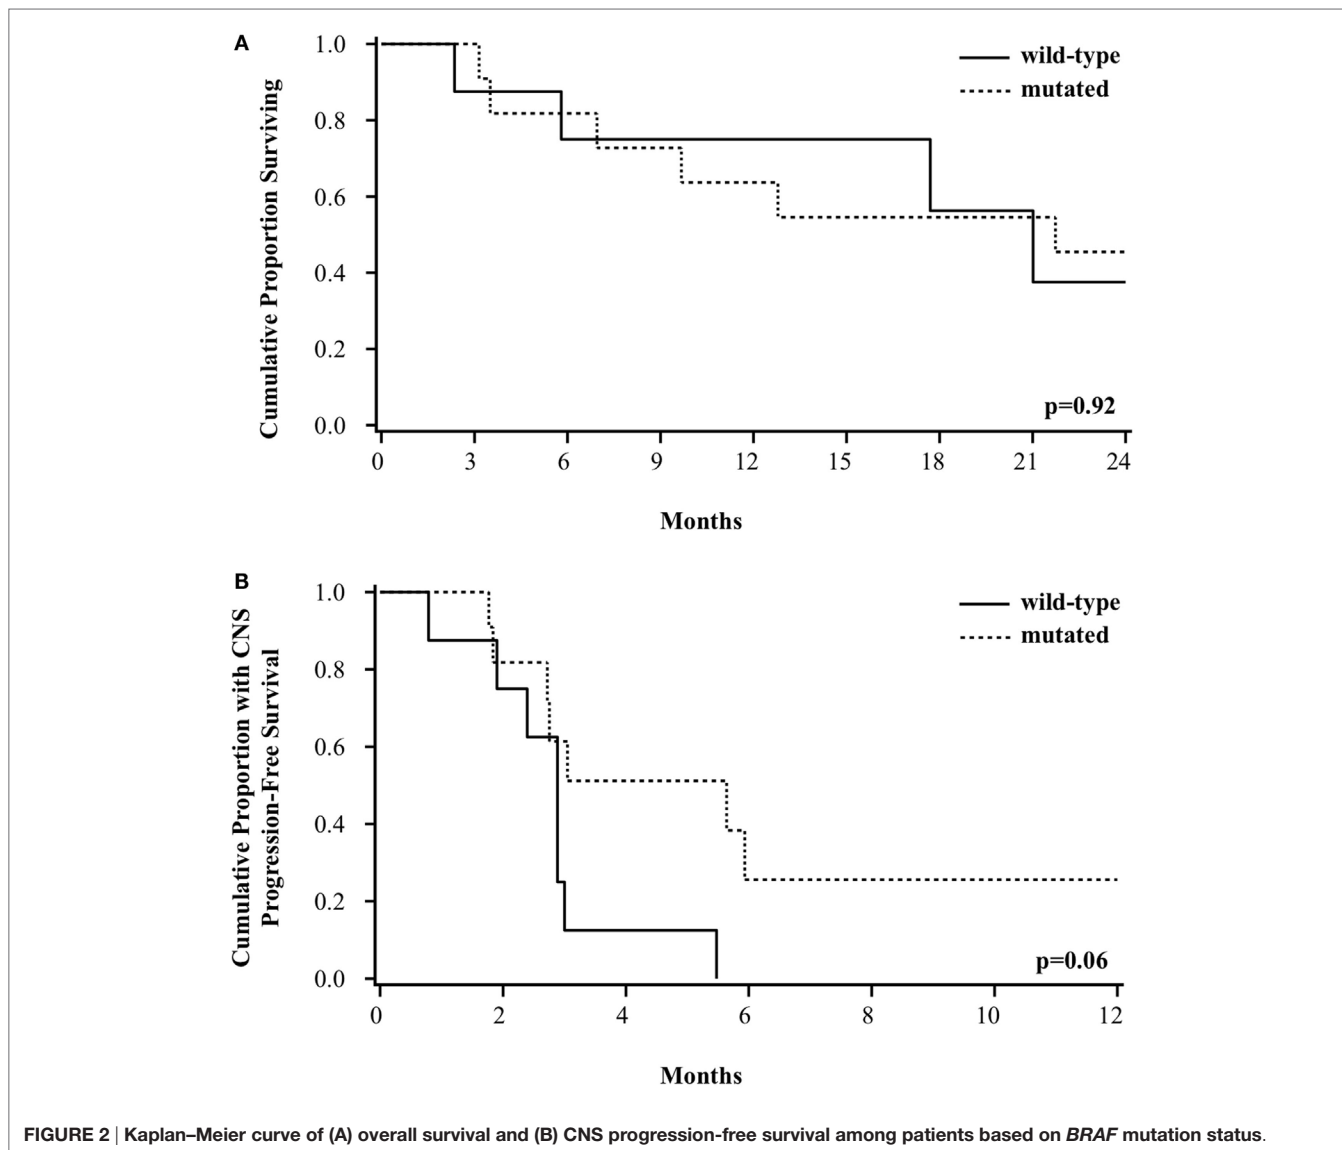 A
wild-type
mutated
Cumulative Proportion Surviving
1.0
0.8
0.6
0.4
0.2
0.0
p=0.92
0 3 6 9 12 15 18 21 24
Months
B
wild-type
mutated
Cumulative Proportion with CNS
Progression-Free Survival
1.0
0.8
0.6
0.4
0.2
0.0
p=0.06
0 2 4 6 8 10 12
Months
FIGURE 2 | Kaplan–Meier curve of (A) overall survival and (B) CNS progression-free survival among patients based on BRAF mutation status.